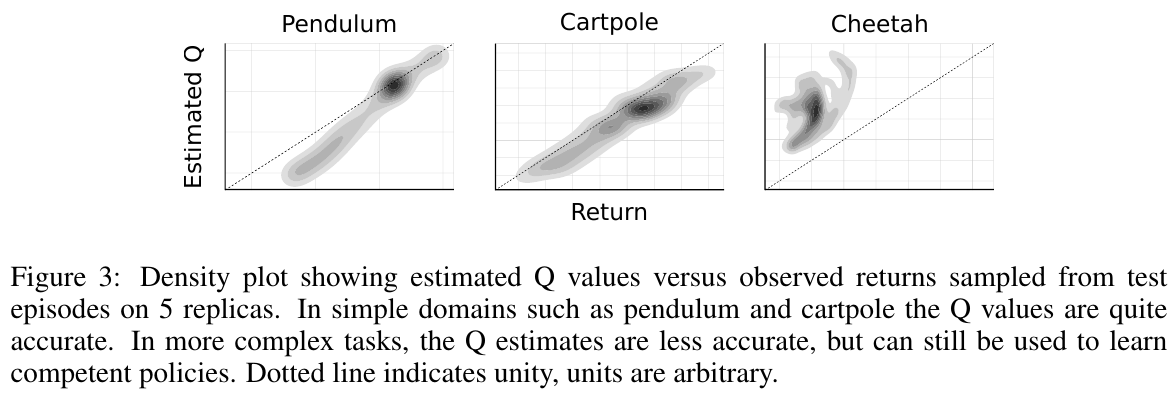 Pendulum
Cartpole
Cheetah
Estimated Q
Return
Figure 3: Density plot showing estimated Q values versus observed returns sampled from test
episodes on 5 replicas. In simple domains such as pendulum and cartpole the Q values are quite
accurate. In more complex tasks, the Q estimates are less accurate, but can still be used to learn
competent policies. Dotted line indicates unity, units are arbitrary.